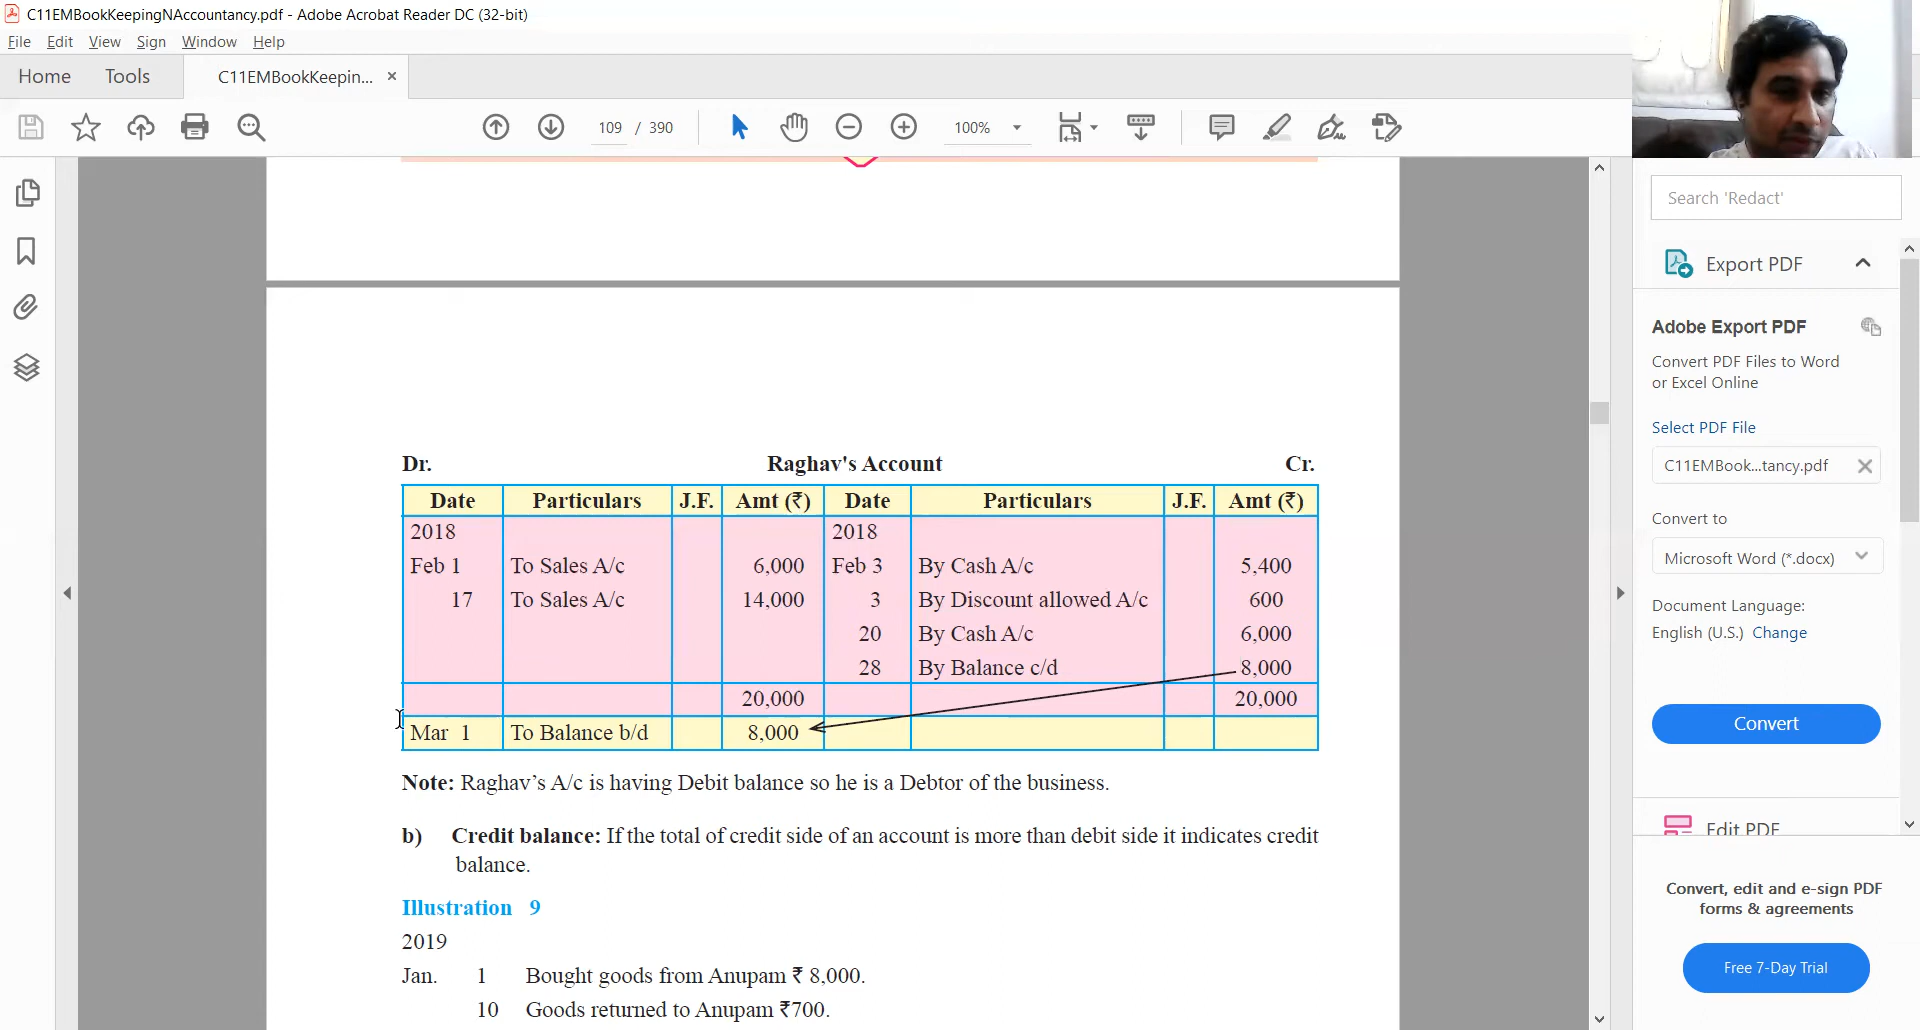 C11EMBookKeepingNAccountancy.pdf - Adobe Acrobat Reader DC (32-bit)
File Edit View Sign Window Help
Home Tools C11EMBookKeepin... ×
109 / 390 100%
Search 'Redact'
Export PDF
Adobe Export PDF
Convert PDF Files to Word
or Excel Online
Select PDF File
C11EMBook...tancy.pdf
Convert to
Microsoft Word (*.docx)
Document Language:
English (U.S.) Change
Convert
Edit PDF
Convert, edit and e-sign PDF
forms & agreements
Free 7-Day Trial
Dr. Raghav's Account Cr.
Date Particulars J.F. Amt (₹) Date Particulars J.F. Amt (₹)
2018 2018
Feb 1 To Sales A/c 6,000 Feb 3 By Cash A/c 5,400
17 To Sales A/c 14,000 3 By Discount allowed A/c 600
20 By Cash A/c 6,000
28 By Balance c/d 8,000
20,000 20,000
Mar 1 To Balance b/d 8,000
Note: Raghav’s A/c is having Debit balance so he is a Debtor of the business.
b) Credit balance: If the total of credit side of an account is more than debit side it indicates credit
balance.
Illustration 9
2019
Jan. 1 Bought goods from Anupam ₹ 8,000.
10 Goods returned to Anupam ₹700.